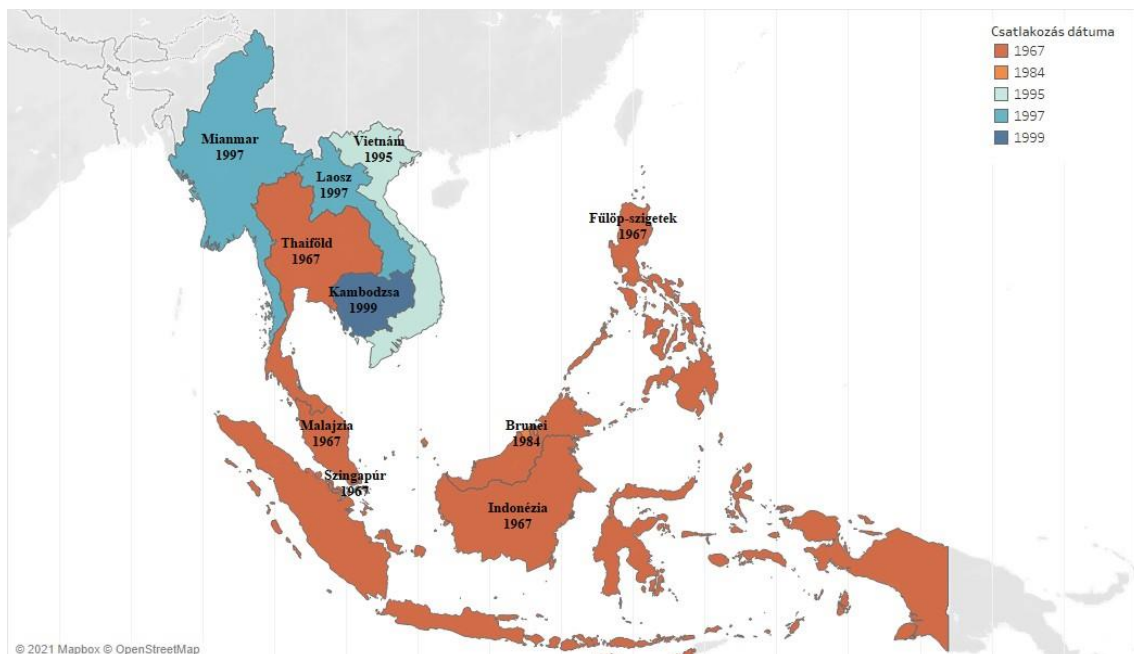 Csatlakozás dátuma
1967
1984
1995
1997
1999
Mianmar
1997
Vietnám
1995
Laosz
1997
Thaiföld
1967
Kambodzsa
1999
Fülöp-szigetek
1967
Malajzia
1967
Szingapúr
1967
Brunei
1984
Indonézia
1967
© 2021 Mapbox © OpenStreetMap